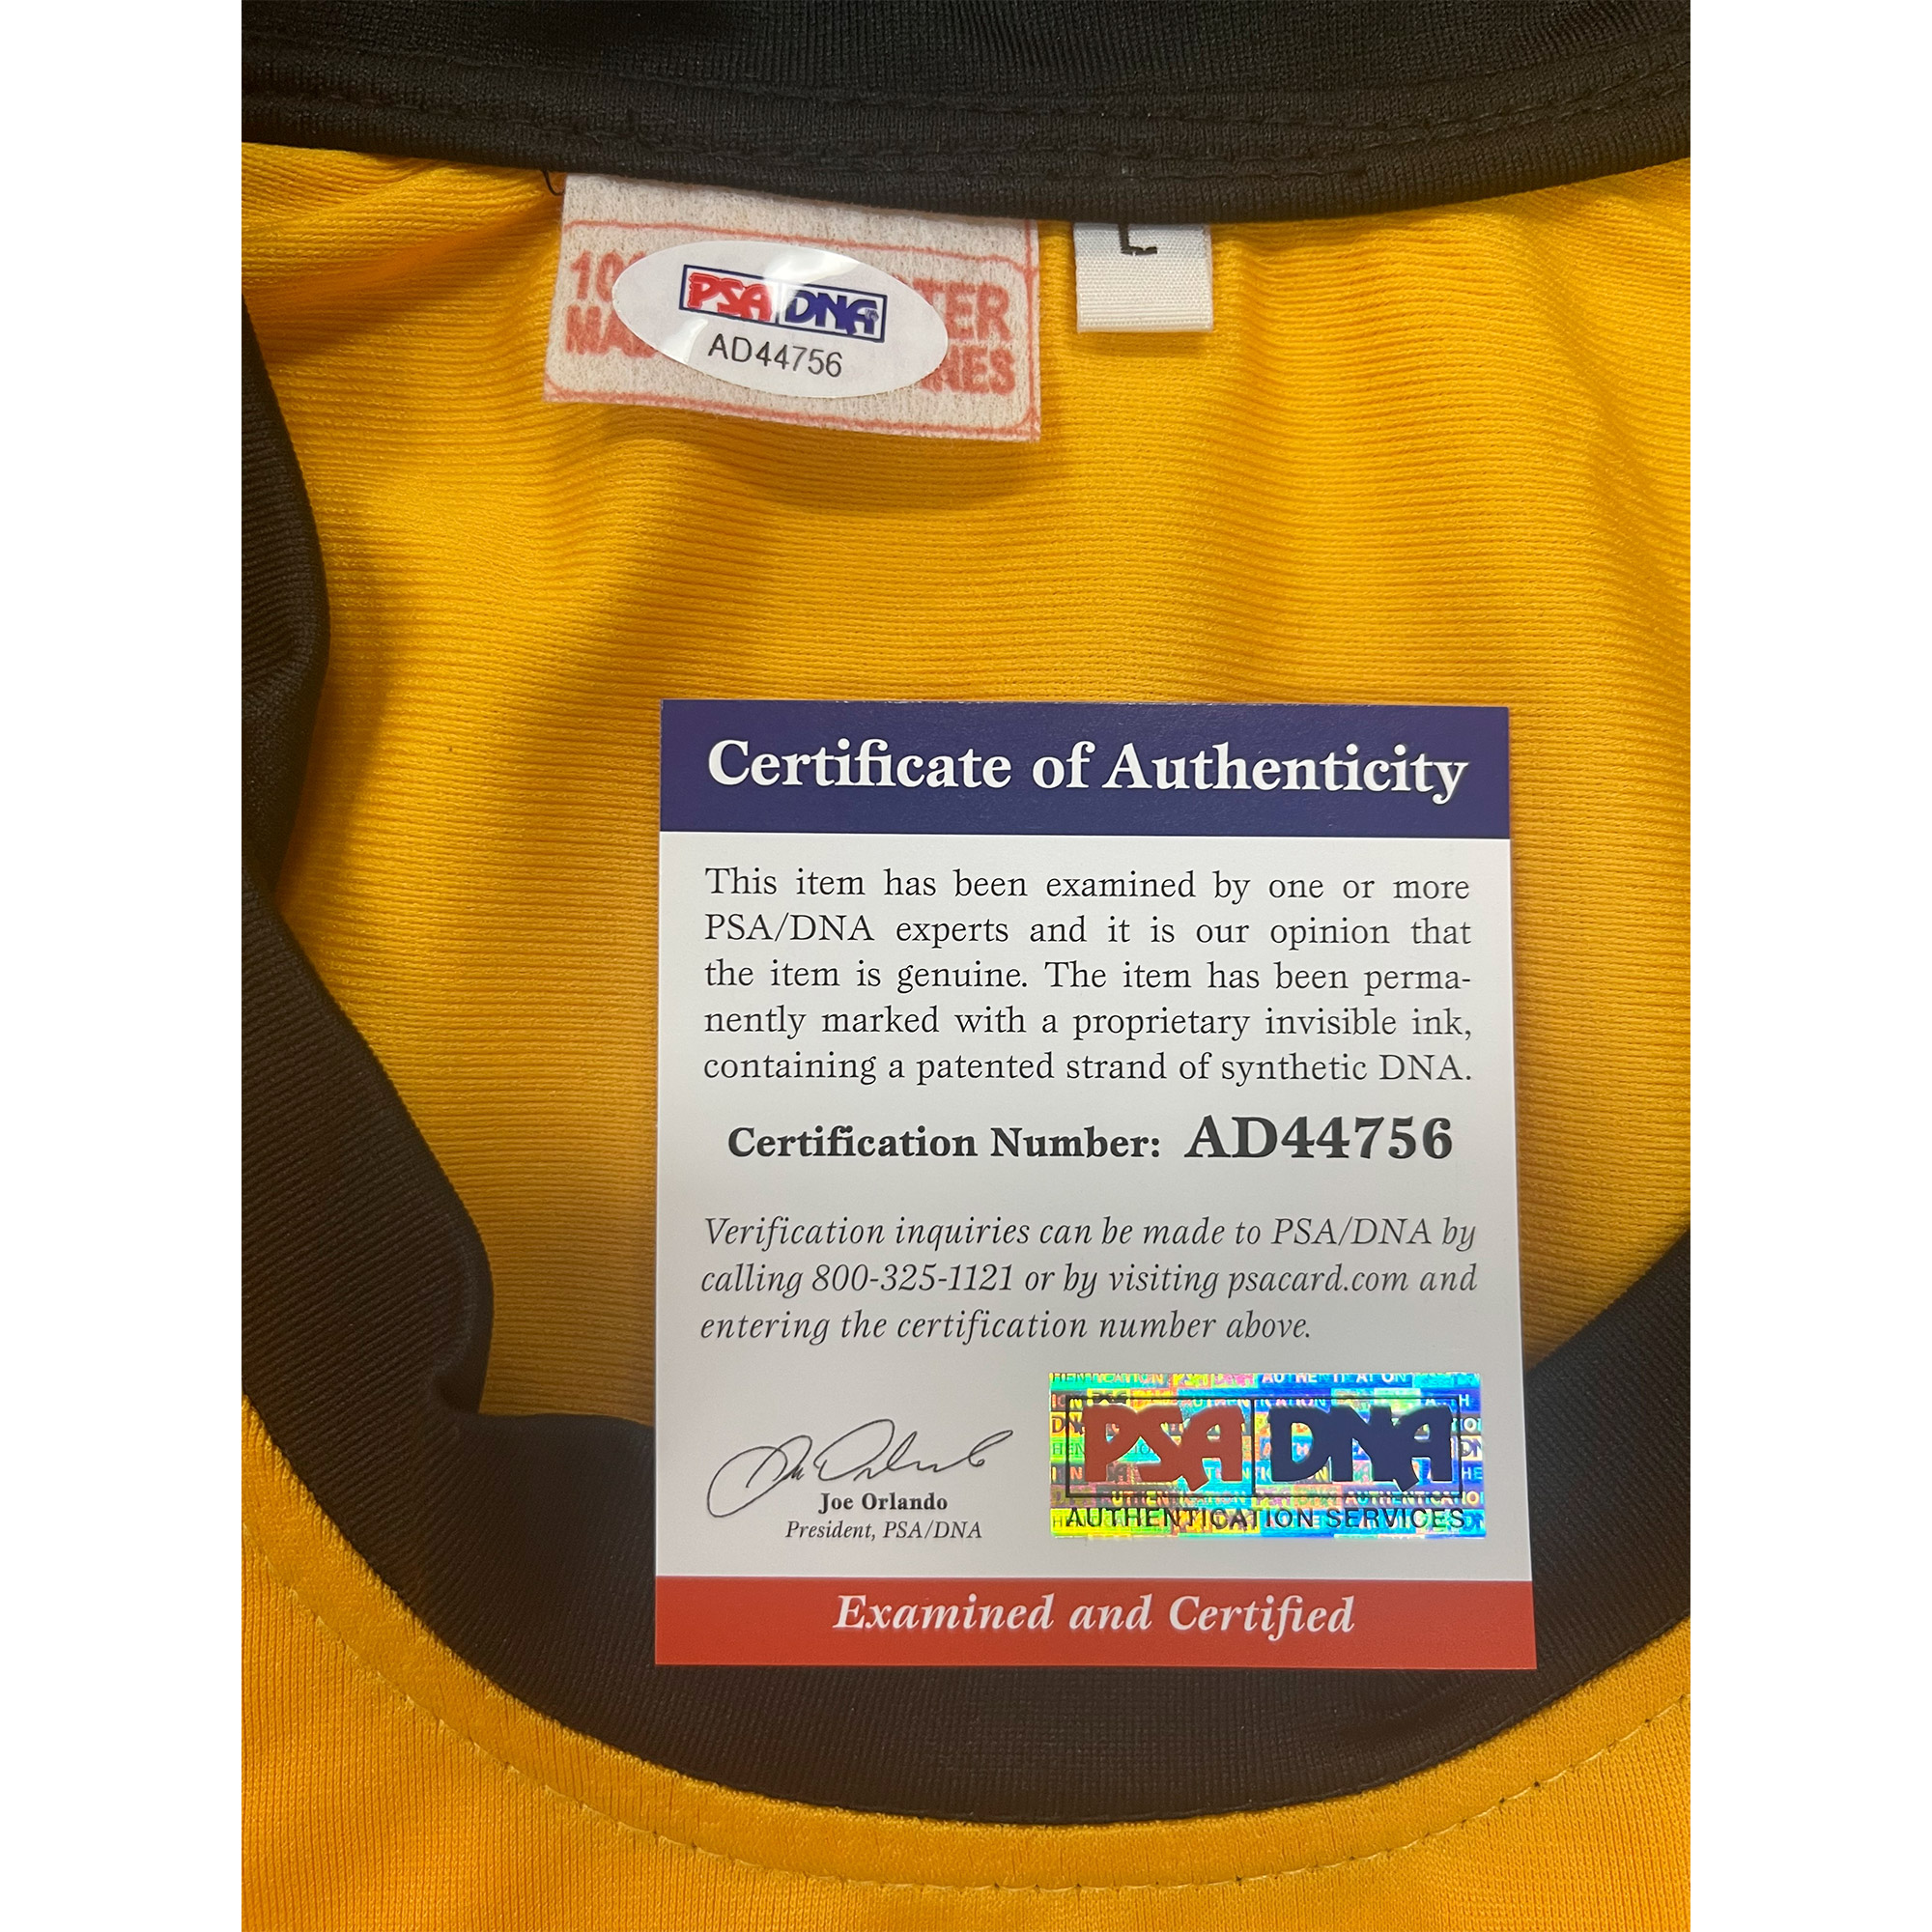 L
PSA DNA
AD44756
TER
Certificate of Authenticity
This item has been examined by one or more
PSA/DNA experts and it is our opinion that
the item is genuine. The item has been perma-
nently marked with a proprietary invisible ink,
containing a patented strand of synthetic DNA.
Certification Number: AD44756
Verification inquiries can be made to PSA/DNA by
calling 800-325-1121 or by visiting psacard.com and
entering the certification number above.
Joe Orlando
President, PSA/DNA
PSA DNA
AUTHENTICATION SERVICES
Examined and Certified